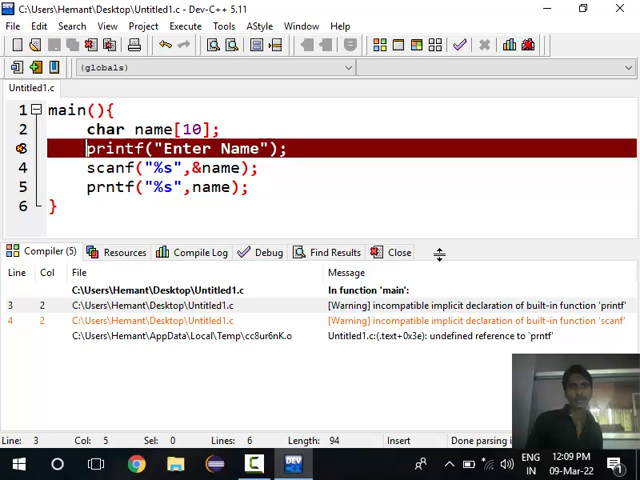 C:\Users\Hemant\Desktop\Untitled1.c - Dev-C++ 5.11
File Edit Search View Project Execute Tools AStyle Window Help
(globals)
Untitled1.c
1 main(){
2 char name[10];
3 printf("Enter Name");
4 scanf("%s",&name);
5 prntf("%s",name);
6 }
Compiler (5) Resources Compile Log Debug Find Results Close
Line Col File Message
C:\Users\Hemant\Desktop\Untitled1.c In function 'main':
3 2 C:\Users\Hemant\Desktop\Untitled1.c [Warning] incompatible implicit declaration of built-in function 'printf'
4 2 C:\Users\Hemant\Desktop\Untitled1.c [Warning] incompatible implicit declaration of built-in function 'scanf'
C:\Users\Hemant\AppData\Local\Temp\cc8ur6nK.o Untitled1.c:(.text+0x3e): undefined reference to `prntf'
Line: 3 Col: 5 Sel: 0 Lines: 6 Length: 94 Insert Done parsing i
ENG 12:09 PM
IN 09-Mar-22 1